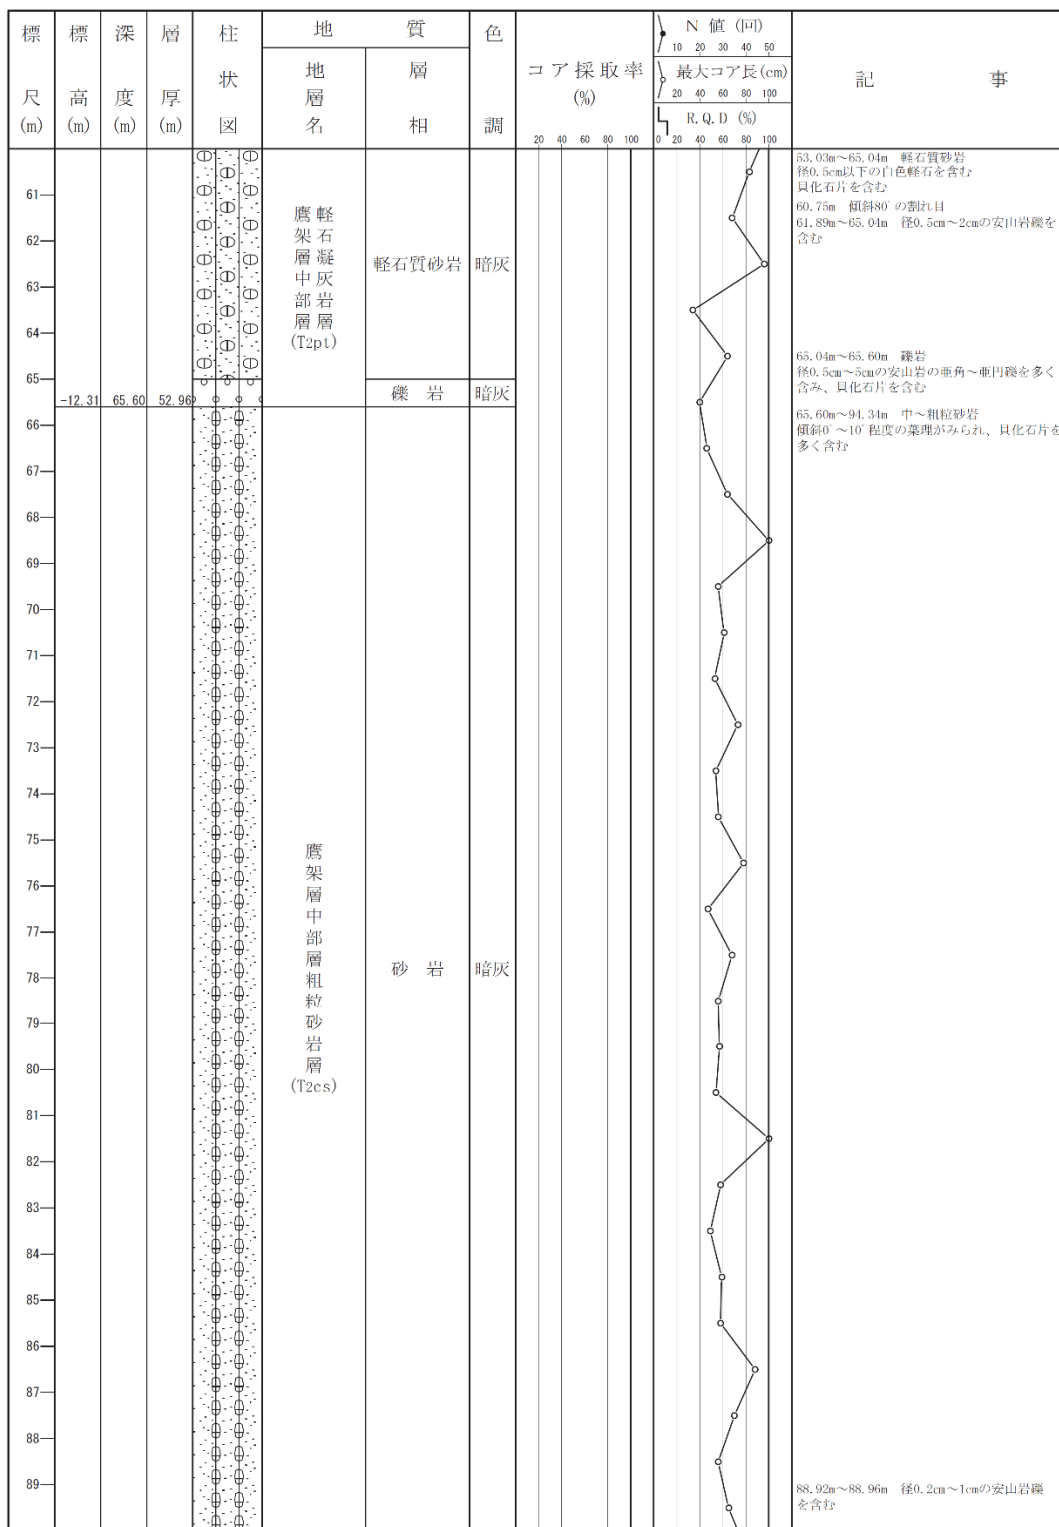 標尺(m)
標高(m)
深度(m)
層厚(m)
柱状図
地質
地層名
層相
色調
コア採取率
(%)
20 40 60 80 100
N 値 (回)
10 20 30 40 50
最大コア長(cm)
20 40 60 80 100
R.Q.D (%)
0 20 40 60 80 100
記事
61
62
63
64
65
66
67
68
69
70
71
72
73
74
75
76
77
78
79
80
81
82
83
84
85
86
87
88
89
-12.31 65.60 52.96
鷹架層中部層
軽石凝灰岩層
(T2pt)
軽石質砂岩 暗灰
礫岩 暗灰
鷹架層中部層粗粒砂岩層
(T2cs)
砂岩 暗灰
53.03m～65.04m 軽石質砂岩
径0.5cm以下の白色軽石を含む
貝化石片を含む
60.75m 傾斜80°の割れ目
61.89m～65.04m 径0.5cm～2cmの安山岩礫を
含む
65.04m～65.60m 礫岩
径0.5cm～5cmの安山岩の亜角～亜円礫を多く
含み、貝化石片を含む
65.60m～94.34m 中～粗粒砂岩
傾斜0°～10°程度の葉理がみられ、貝化石片を
多く含む
88.92m～88.96m 径0.2cm～1cmの安山岩礫
を含む